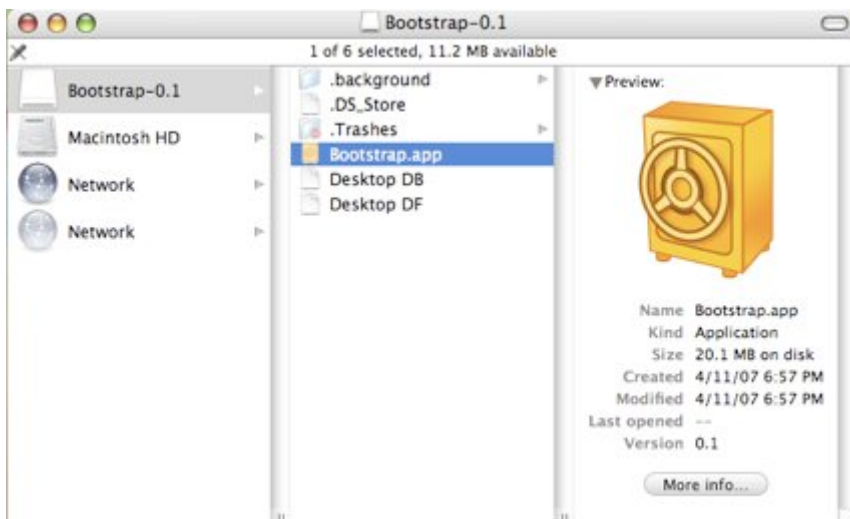 Bootstrap-0.1
1 of 6 selected, 11.2 MB available
Bootstrap-0.1
Macintosh HD
Network
Network
.background
.DS_Store
.Trashes
Bootstrap.app
Desktop DB
Desktop DF
Preview:
Name Bootstrap.app
Kind Application
Size 20.1 MB on disk
Created 4/11/07 6:57 PM
Modified 4/11/07 6:57 PM
Last opened --
Version 0.1
More info...